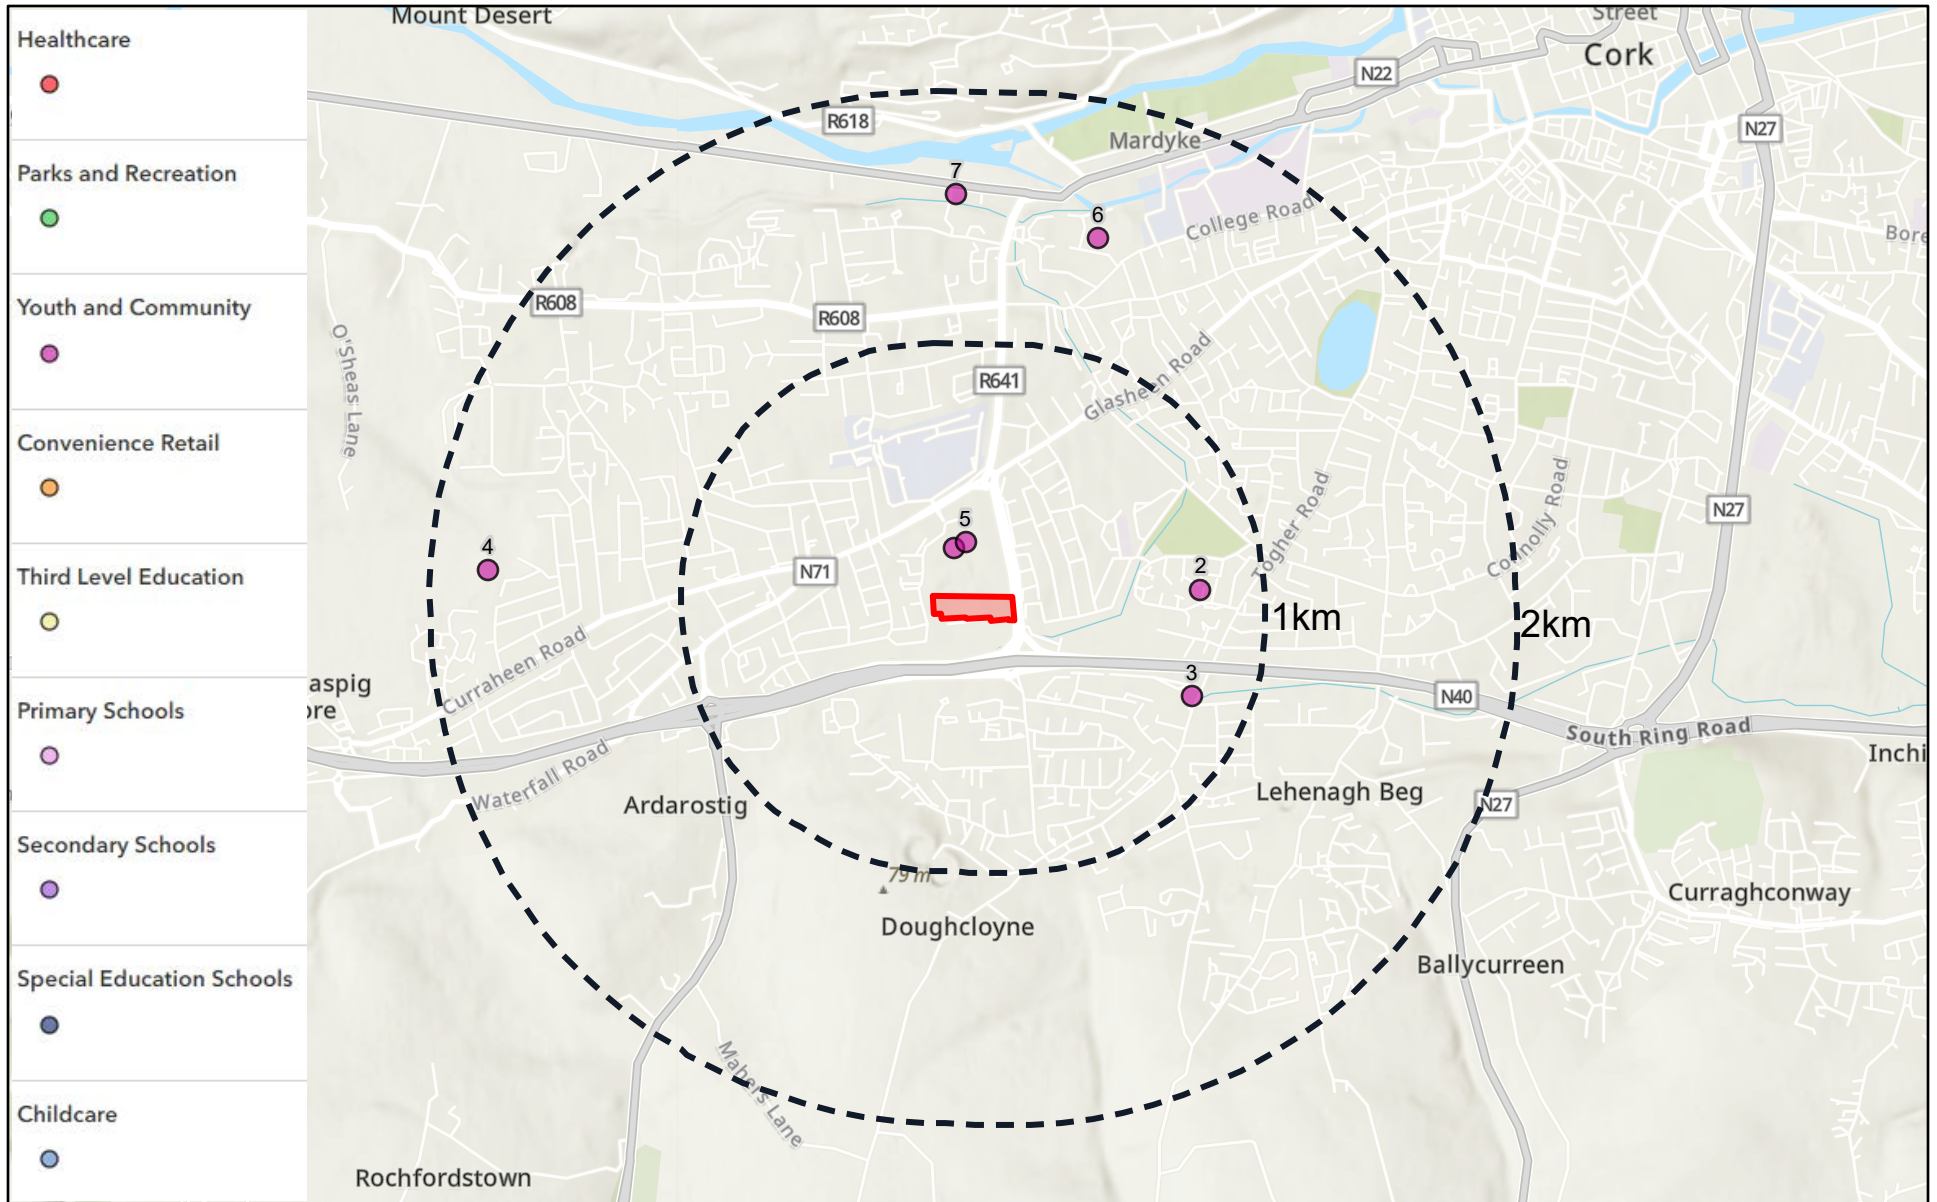 Healthcare
Parks and Recreation
Youth and Community
Convenience Retail
Third Level Education
Primary Schools
Secondary Schools
Special Education Schools
Childcare
Mount Desert
Street
Cork
N22
R618
Mardyke
N27
7
6
College Road
Bore
R608
R608
O'Sheas Lane
R641
Glasheen Road
Togher Road
Connolly Road
N27
5
4
N71
2
1km
2km
Curraheen Road
3
aspig
ore
N40
South Ring Road
Inchi
Waterfall Road
Ardarostig
Lehenagh Beg
N27
79 m
Doughcloyne
Curraghconway
Ballycurreen
Mahers Lane
Rochfordstown